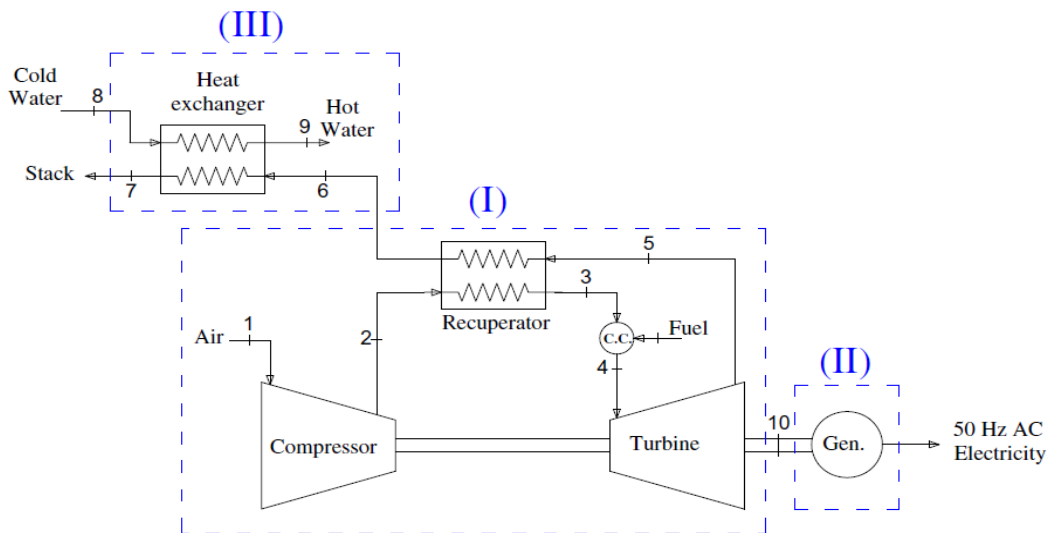 (III)
Cold
Water
8
Heat
exchanger
9
Hot
Water
Stack
7
6
(I)
5
3
Recuperator
Air
1
2
C.C.
Fuel
4
(II)
Compressor
Turbine
10
Gen.
50 Hz AC
Electricity